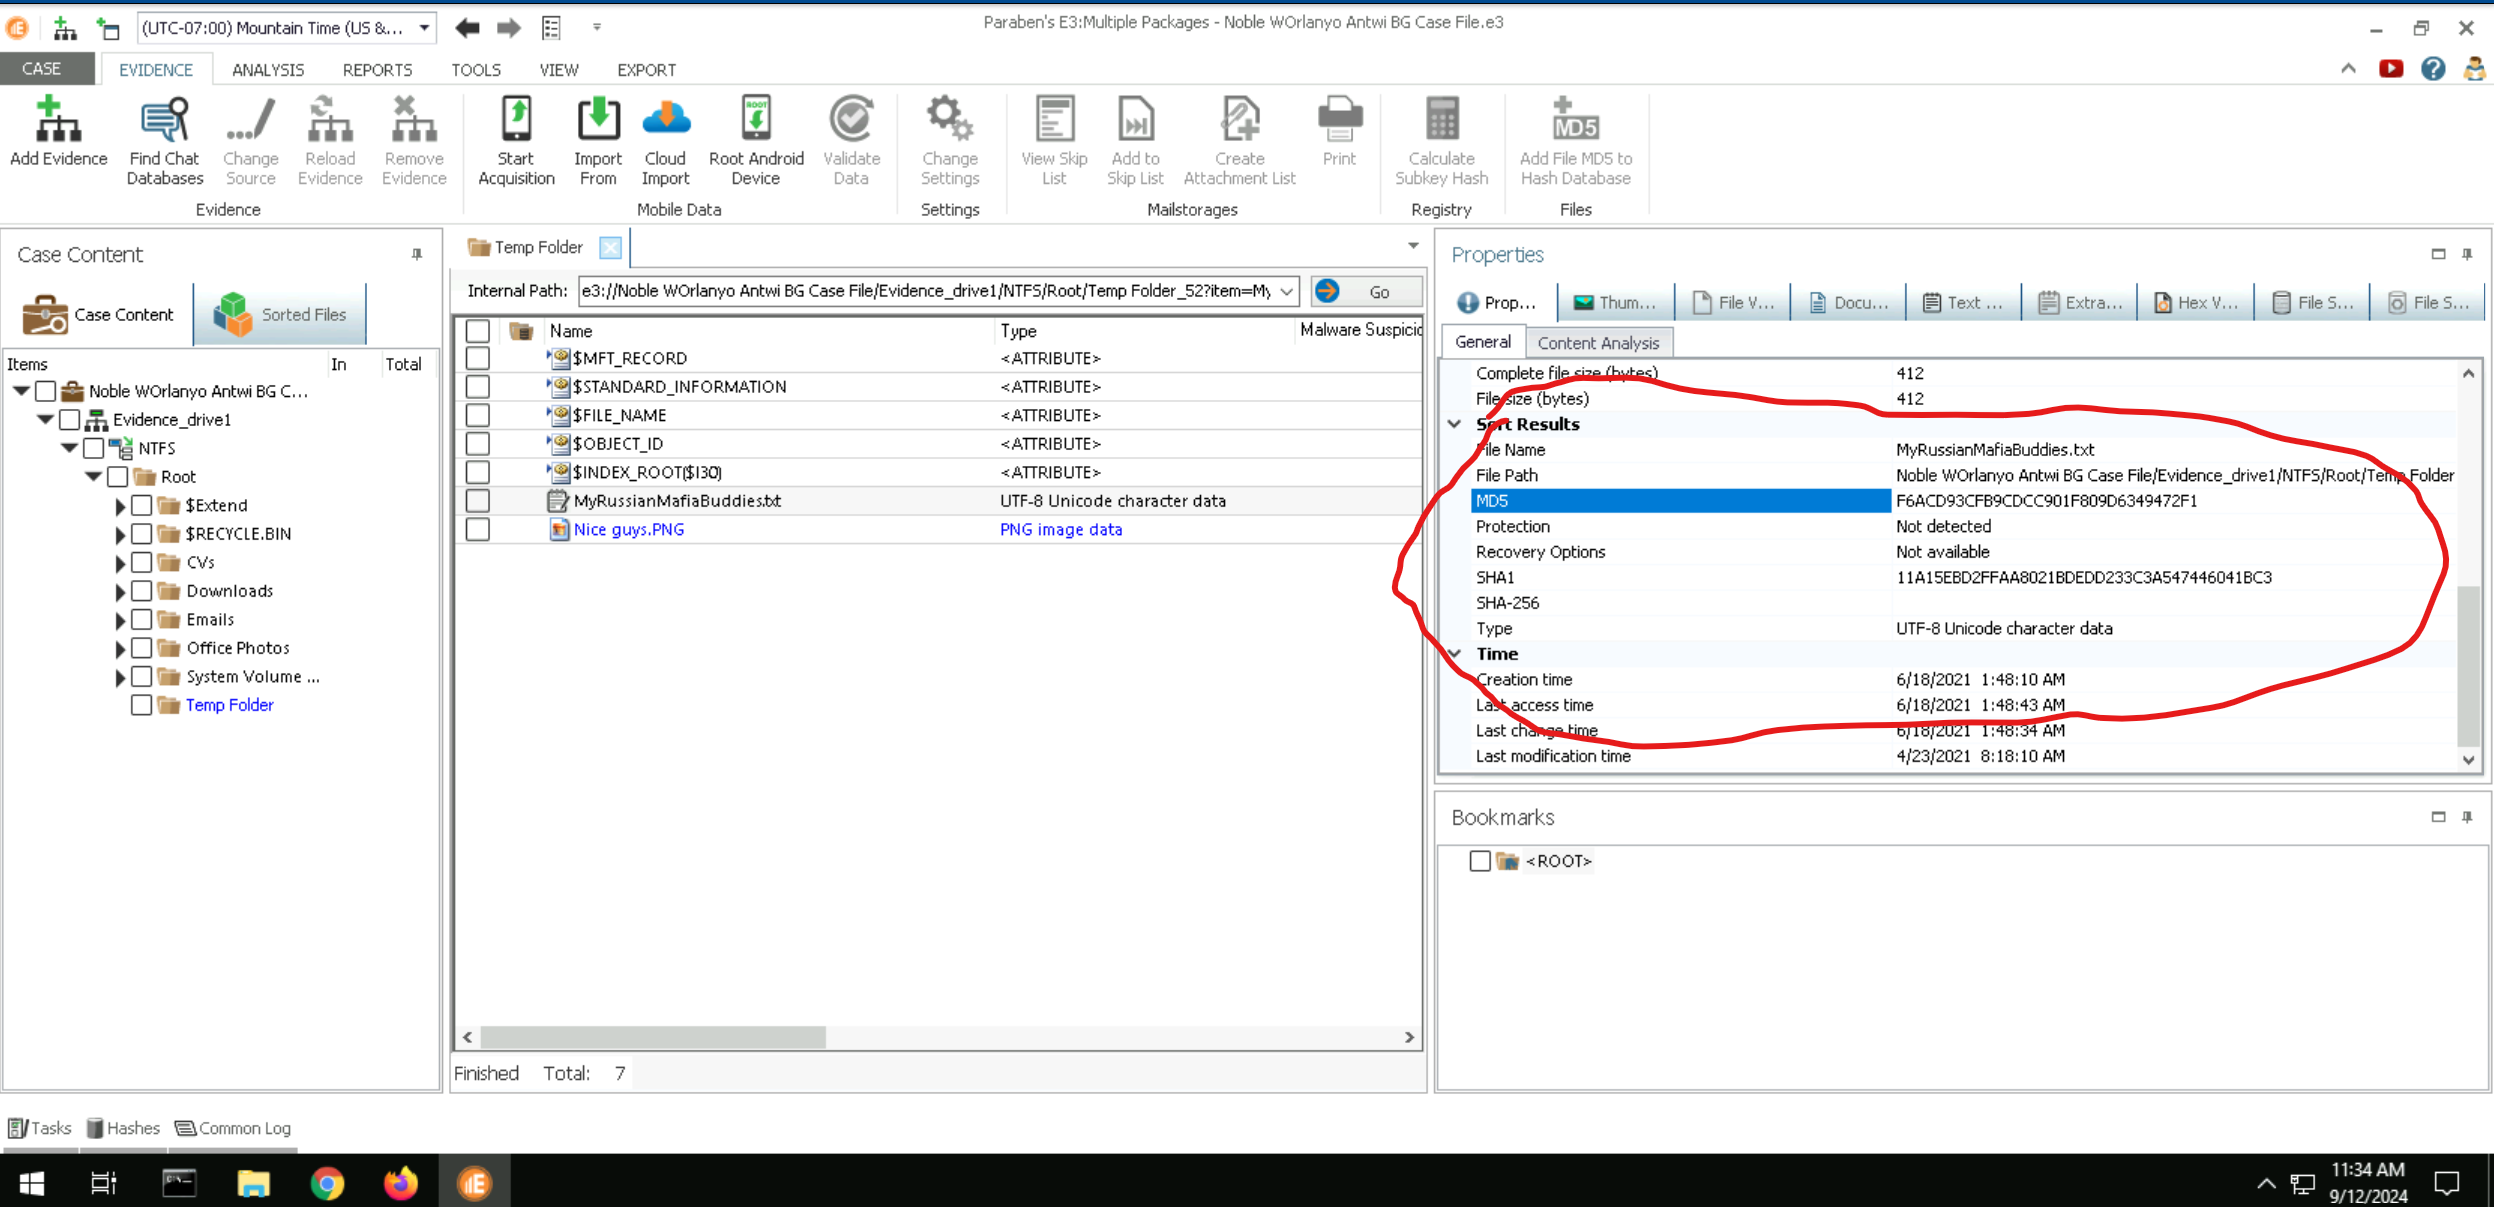 Paraben's E3:Multiple Packages - Noble WOrlanyo Antwi BG Case File.e3
(UTC-07:00) Mountain Time (US &...
CASE EVIDENCE ANALYSIS REPORTS TOOLS VIEW EXPORT
Add Evidence
Find Chat Databases
Change Source
Reload Evidence
Remove Evidence
Evidence
Start Acquisition
Import From
Cloud Import
ROOT
Root Android Device
Validate Data
Mobile Data
Change Settings
Settings
View Skip List
Add to Skip List
Create Attachment List
Print
Mailstorages
Calculate Subkey Hash
Registry
MD5
Add File MD5 to Hash Database
Files
Case Content
Case Content Sorted Files
Items In Total
Noble WOrlanyo Antwi BG C...
Evidence_drive1
NTFS
Root
$Extend
$RECYCLE.BIN
CVs
Downloads
Emails
Office Photos
System Volume ...
Temp Folder
Temp Folder
Internal Path: e3://Noble WOrlanyo Antwi BG Case File/Evidence_drive1/NTFS/Root/Temp Folder_52?item=My Go
Name Type Malware Suspicio
$MFT_RECORD <ATTRIBUTE>
$STANDARD_INFORMATION <ATTRIBUTE>
$FILE_NAME <ATTRIBUTE>
$OBJECT_ID <ATTRIBUTE>
$INDEX_ROOT($I30) <ATTRIBUTE>
MyRussianMafiaBuddies.txt UTF-8 Unicode character data
Nice guys.PNG PNG image data
Finished Total: 7
Properties
Prop... Thum... File V... Docu... Text ... Extra... Hex V... File S... File S...
General Content Analysis
Complete file size (bytes) 412
File size (bytes) 412
Sort Results
File Name MyRussianMafiaBuddies.txt
File Path Noble WOrlanyo Antwi BG Case File/Evidence_drive1/NTFS/Root/Temp Folder
MD5 F6ACD93CFB9CDCC901F809D6349472F1
Protection Not detected
Recovery Options Not available
SHA1 11A15EBD2FFAA8021BDEDD233C3A547446041BC3
SHA-256
Type UTF-8 Unicode character data
Time
Creation time 6/18/2021 1:48:10 AM
Last access time 6/18/2021 1:48:43 AM
Last change time 6/18/2021 1:48:34 AM
Last modification time 4/23/2021 8:18:10 AM
Bookmarks
<ROOT>
Tasks Hashes Common Log
11:34 AM
9/12/2024